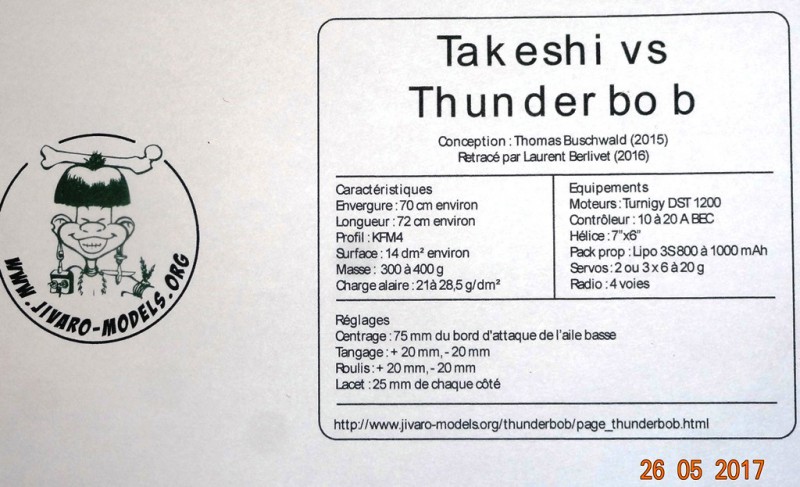 Takeshi vs
Thunderbob
Conception : Thomas Buschwald (2015)
Retracé par Laurent Berlivet (2016)
Caractéristiques
Envergure : 70 cm environ
Longueur : 72 cm environ
Profil : KFM4
Surface : 14 dm² environ
Masse : 300 à 400 g
Charge alaire : 21à 28,5 g/dm²
Equipements
Moteurs : Turnigy DST 1200
Contrôleur : 10 à 20 A BEC
Hélice : 7"x6"
Pack prop : Lipo 3S 800 à 1000 mAh
Servos : 2 ou 3 x 6 à 20 g
Radio : 4 voies
Réglages
Centrage : 75 mm du bord d'attaque de l'aile basse
Tangage : + 20 mm, - 20 mm
Roulis : + 20 mm, - 20 mm
Lacet : 25 mm de chaque côté
http://www.jivaro-models.org/thunderbob/page_thunderbob.html
WWW.JIVARO-MODELS.ORG
26 05 2017